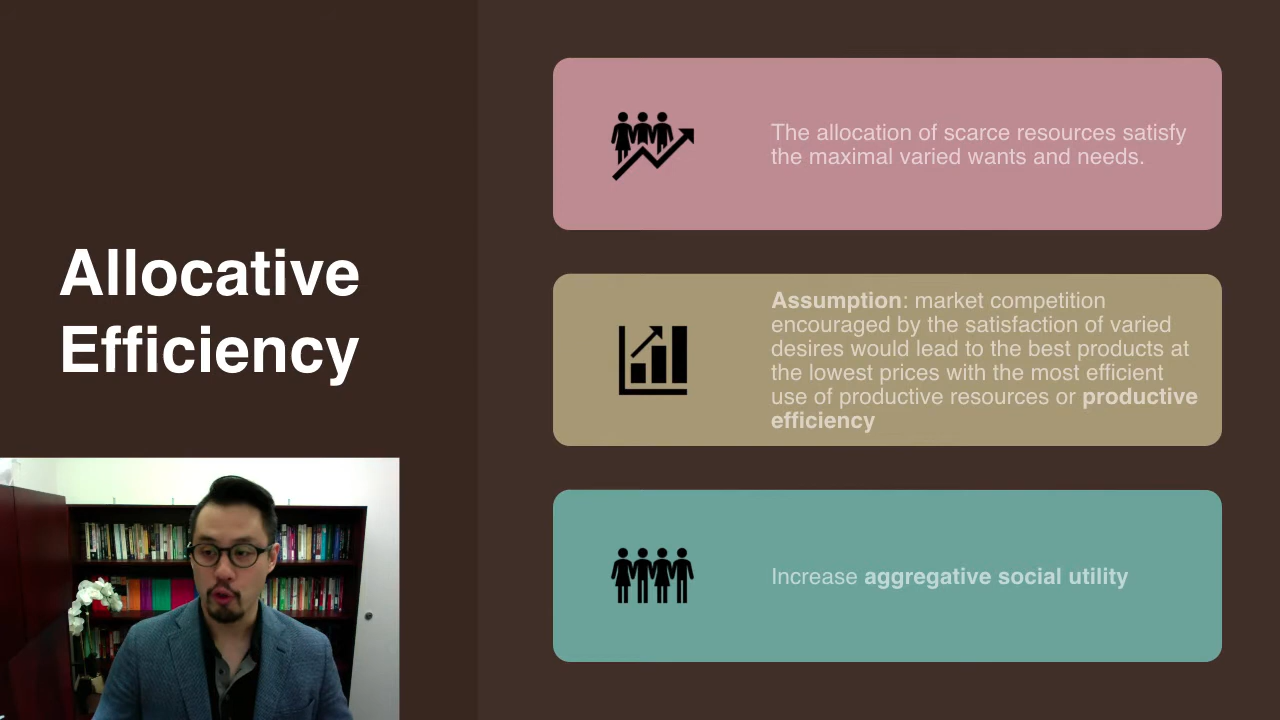 Allocative
Efficiency
The allocation of scarce resources satisfy
the maximal varied wants and needs.
Assumption: market competition
encouraged by the satisfaction of varied
desires would lead to the best products at
the lowest prices with the most efficient
use of productive resources or productive
efficiency
Increase aggregative social utility